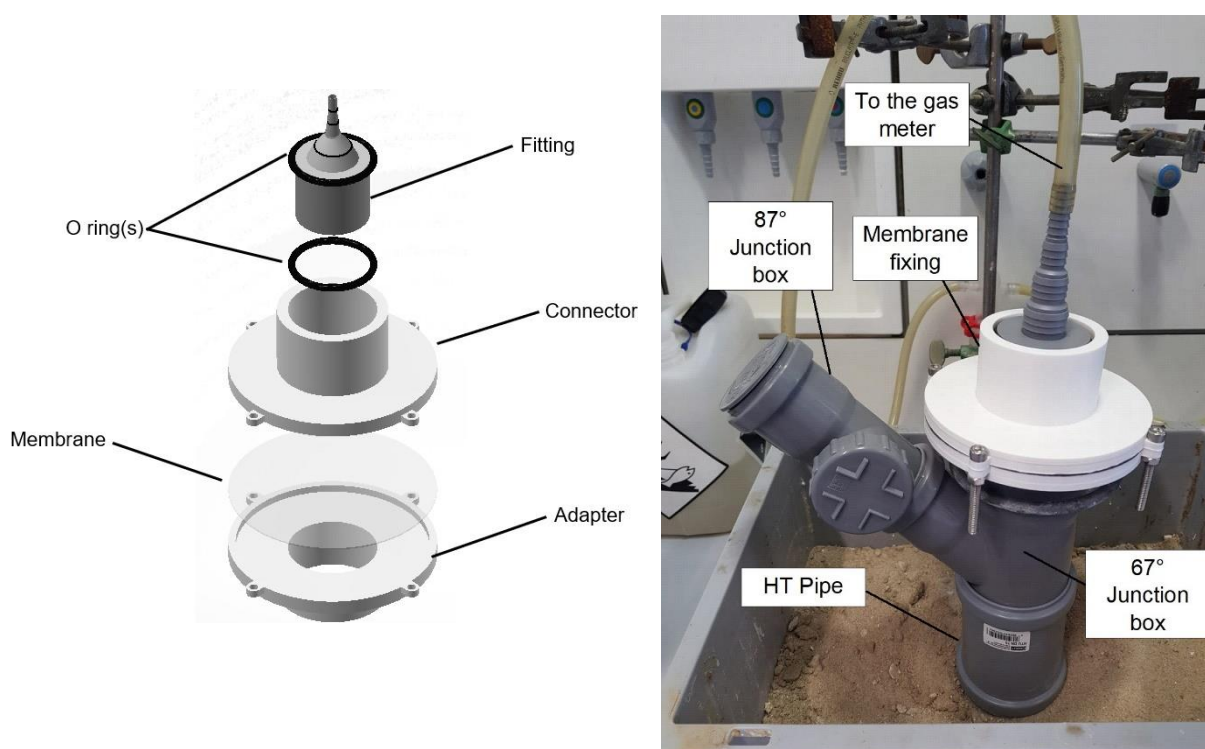 Fitting
O ring(s)
Connector
Membrane
Adapter
To the gas
meter
87°
Junction
box
Membrane
fixing
HT Pipe
67°
Junction
box